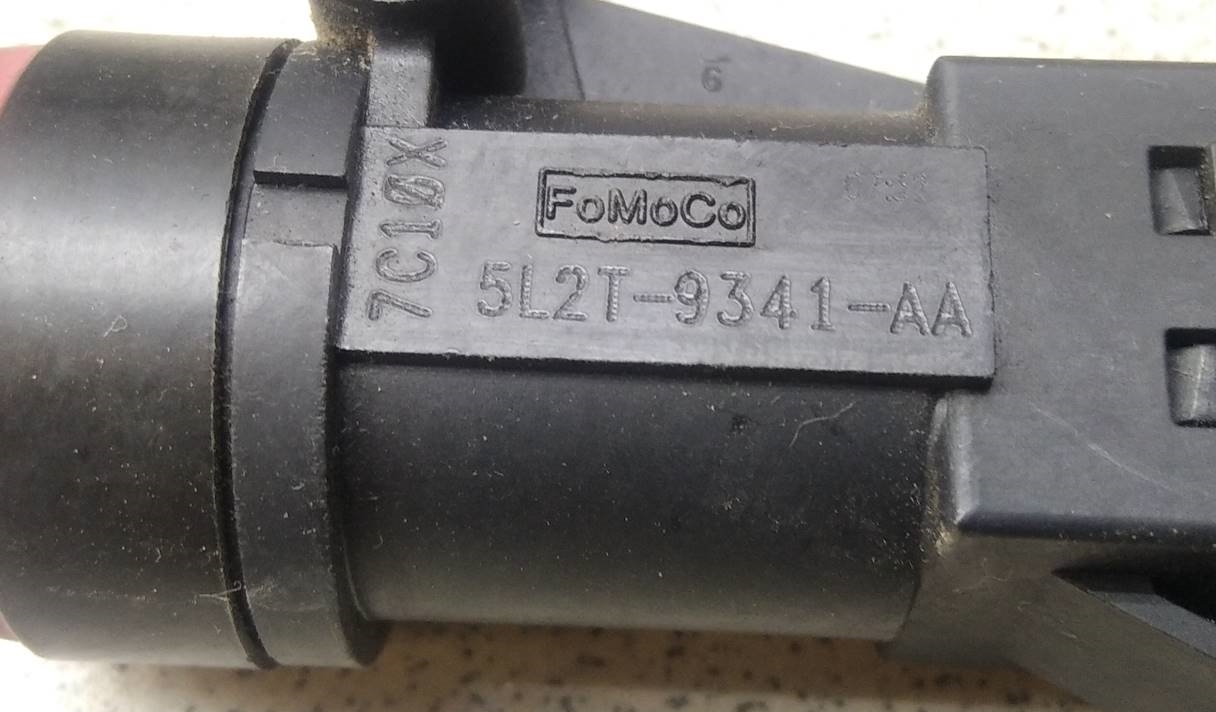 6
FoMoCo
5L2T-9341-AA
7C10X